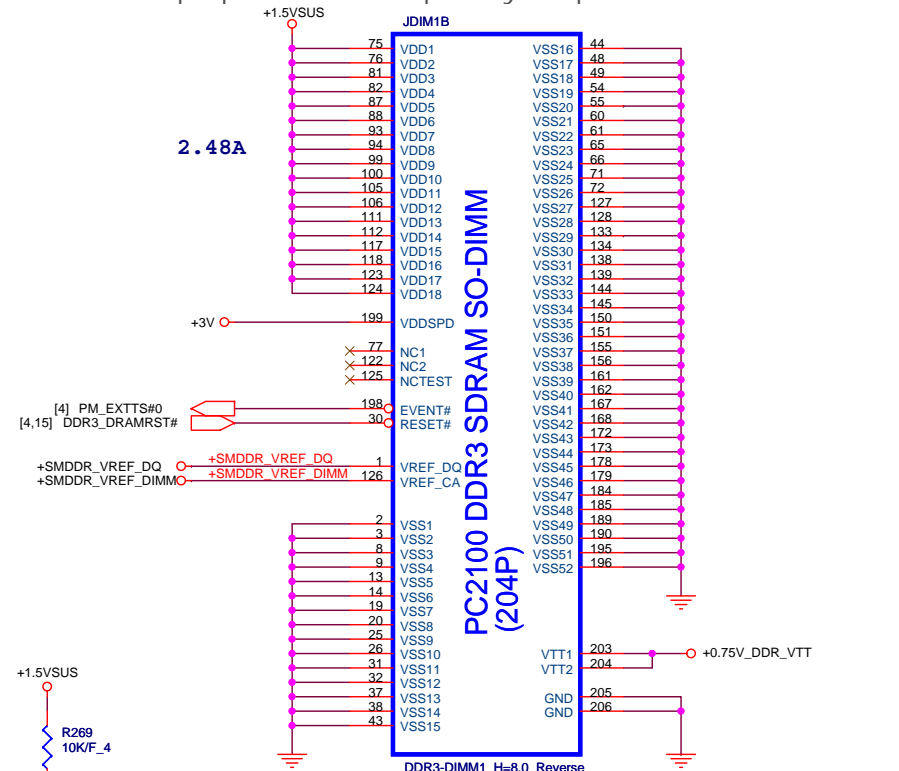 +1.5VSUS
JDIM1B
75 VDD1 VSS16 44
76 VDD2 VSS17 48
81 VDD3 VSS18 49
82 VDD4 VSS19 54
87 VDD5 VSS20 55
88 VDD6 VSS21 60
93 VDD7 VSS22 61
2.48A
94 VDD8 VSS23 65
99 VDD9 VSS24 66
100 VDD10 VSS25 71
105 VDD11 VSS26 72
106 VDD12 VSS27 127
111 VDD13 VSS28 128
112 VDD14 VSS29 133
117 VDD15 VSS30 134
118 VDD16 VSS31 138
123 VDD17 VSS32 139
124 VDD18 VSS33 144
VSS34 145
+3V 199 VDDSPD VSS35 150
VSS36 151
77 NC1 VSS37 155
122 NC2 VSS38 156
125 NCTEST VSS39 161
VSS40 162
[4] PM_EXTTS#0 198 EVENT# VSS41 167
[4,15] DDR3_DRAMRST# 30 RESET# VSS42 168
VSS43 172
VSS44 173
+SMDDR_VREF_DQ +SMDDR_VREF_DQ 1 VREF_DQ VSS45 178
+SMDDR_VREF_DIMM +SMDDR_VREF_DIMM 126 VREF_CA VSS46 179
VSS47 184
VSS48 185
2 VSS1 VSS49 189
3 VSS2 VSS50 190
8 VSS3 VSS51 195
9 VSS4 VSS52 196
13 VSS5
14 VSS6
19 VSS7
20 VSS8
25 VSS9
26 VSS10 VTT1 203 +0.75V_DDR_VTT
31 VSS11 VTT2 204
32 VSS12
37 VSS13 GND 205
38 VSS14 GND 206
43 VSS15
PC2100 DDR3 SDRAM SO-DIMM
(204P)
+1.5VSUS
R269
10K/F_4
DDR3-DIMM1_H=8.0_Reverse